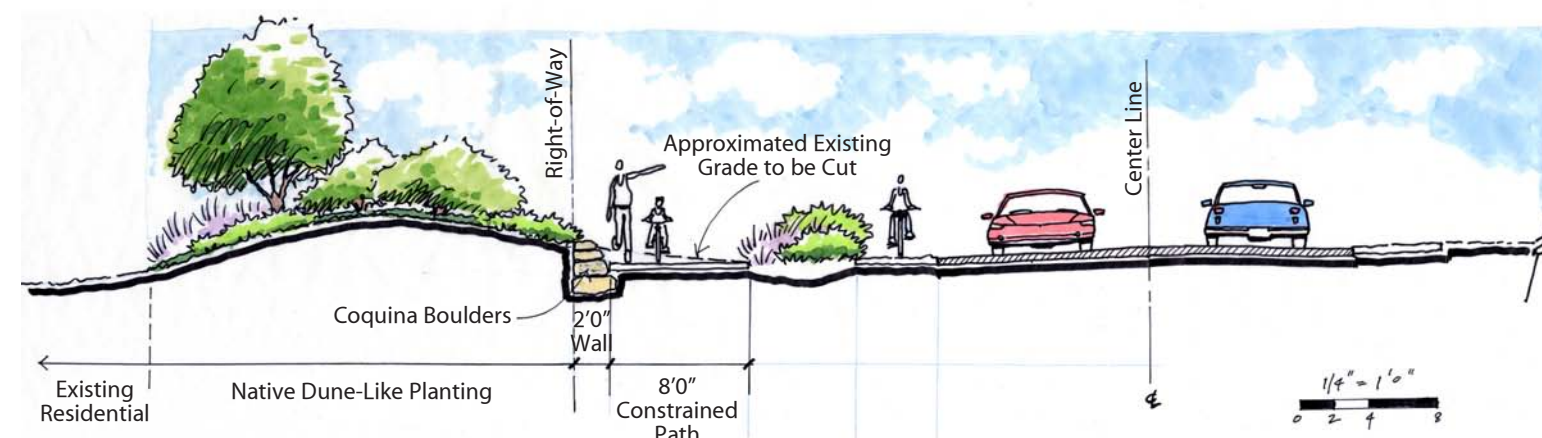 Right-of-Way
Approximated Existing
Grade to be Cut
Center Line
Coquina Boulders
2'0"
Wall
Existing
Residential
Native Dune-Like Planting
8'0"
Constrained
Path
℄
1/4" = 1'0"
0 2 4 8